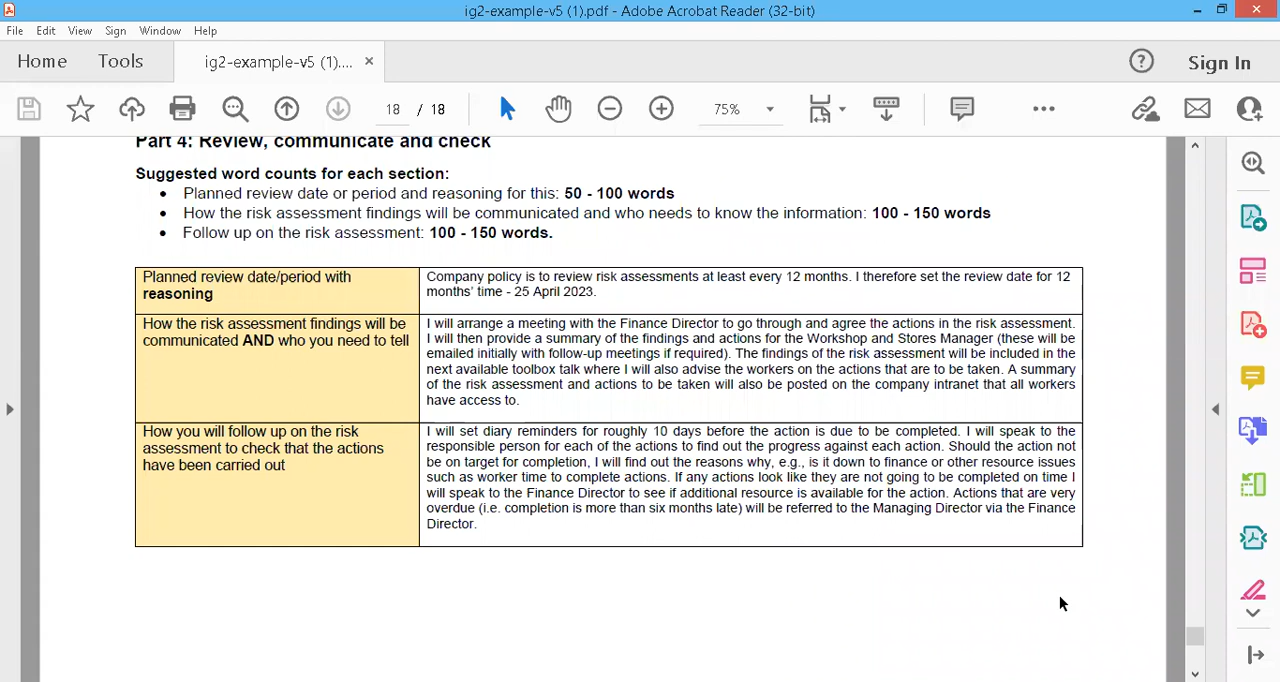 ig2-example-v5 (1).pdf - Adobe Acrobat Reader (32-bit)
File Edit View Sign Window Help
Home Tools ig2-example-v5 (1).... × Sign In
18 / 18 75%
Part 4: Review, communicate and check
Suggested word counts for each section:
• Planned review date or period and reasoning for this: 50 - 100 words
• How the risk assessment findings will be communicated and who needs to know the information: 100 - 150 words
• Follow up on the risk assessment: 100 - 150 words.
Planned review date/period with
reasoning
Company policy is to review risk assessments at least every 12 months. I therefore set the review date for 12
months' time - 25 April 2023.
How the risk assessment findings will be
communicated AND who you need to tell
I will arrange a meeting with the Finance Director to go through and agree the actions in the risk assessment.
I will then provide a summary of the findings and actions for the Workshop and Stores Manager (these will be
emailed initially with follow-up meetings if required). The findings of the risk assessment will be included in the
next available toolbox talk where I will also advise the workers on the actions that are to be taken. A summary
of the risk assessment and actions to be taken will also be posted on the company intranet that all workers
have access to.
How you will follow up on the risk
assessment to check that the actions
have been carried out
I will set diary reminders for roughly 10 days before the action is due to be completed. I will speak to the
responsible person for each of the actions to find out the progress against each action. Should the action not
be on target for completion, I will find out the reasons why, e.g., is it down to finance or other resource issues
such as worker time to complete actions. If any actions look like they are not going to be completed on time I
will speak to the Finance Director to see if additional resource is available for the action. Actions that are very
overdue (i.e. completion is more than six months late) will be referred to the Managing Director via the Finance
Director.